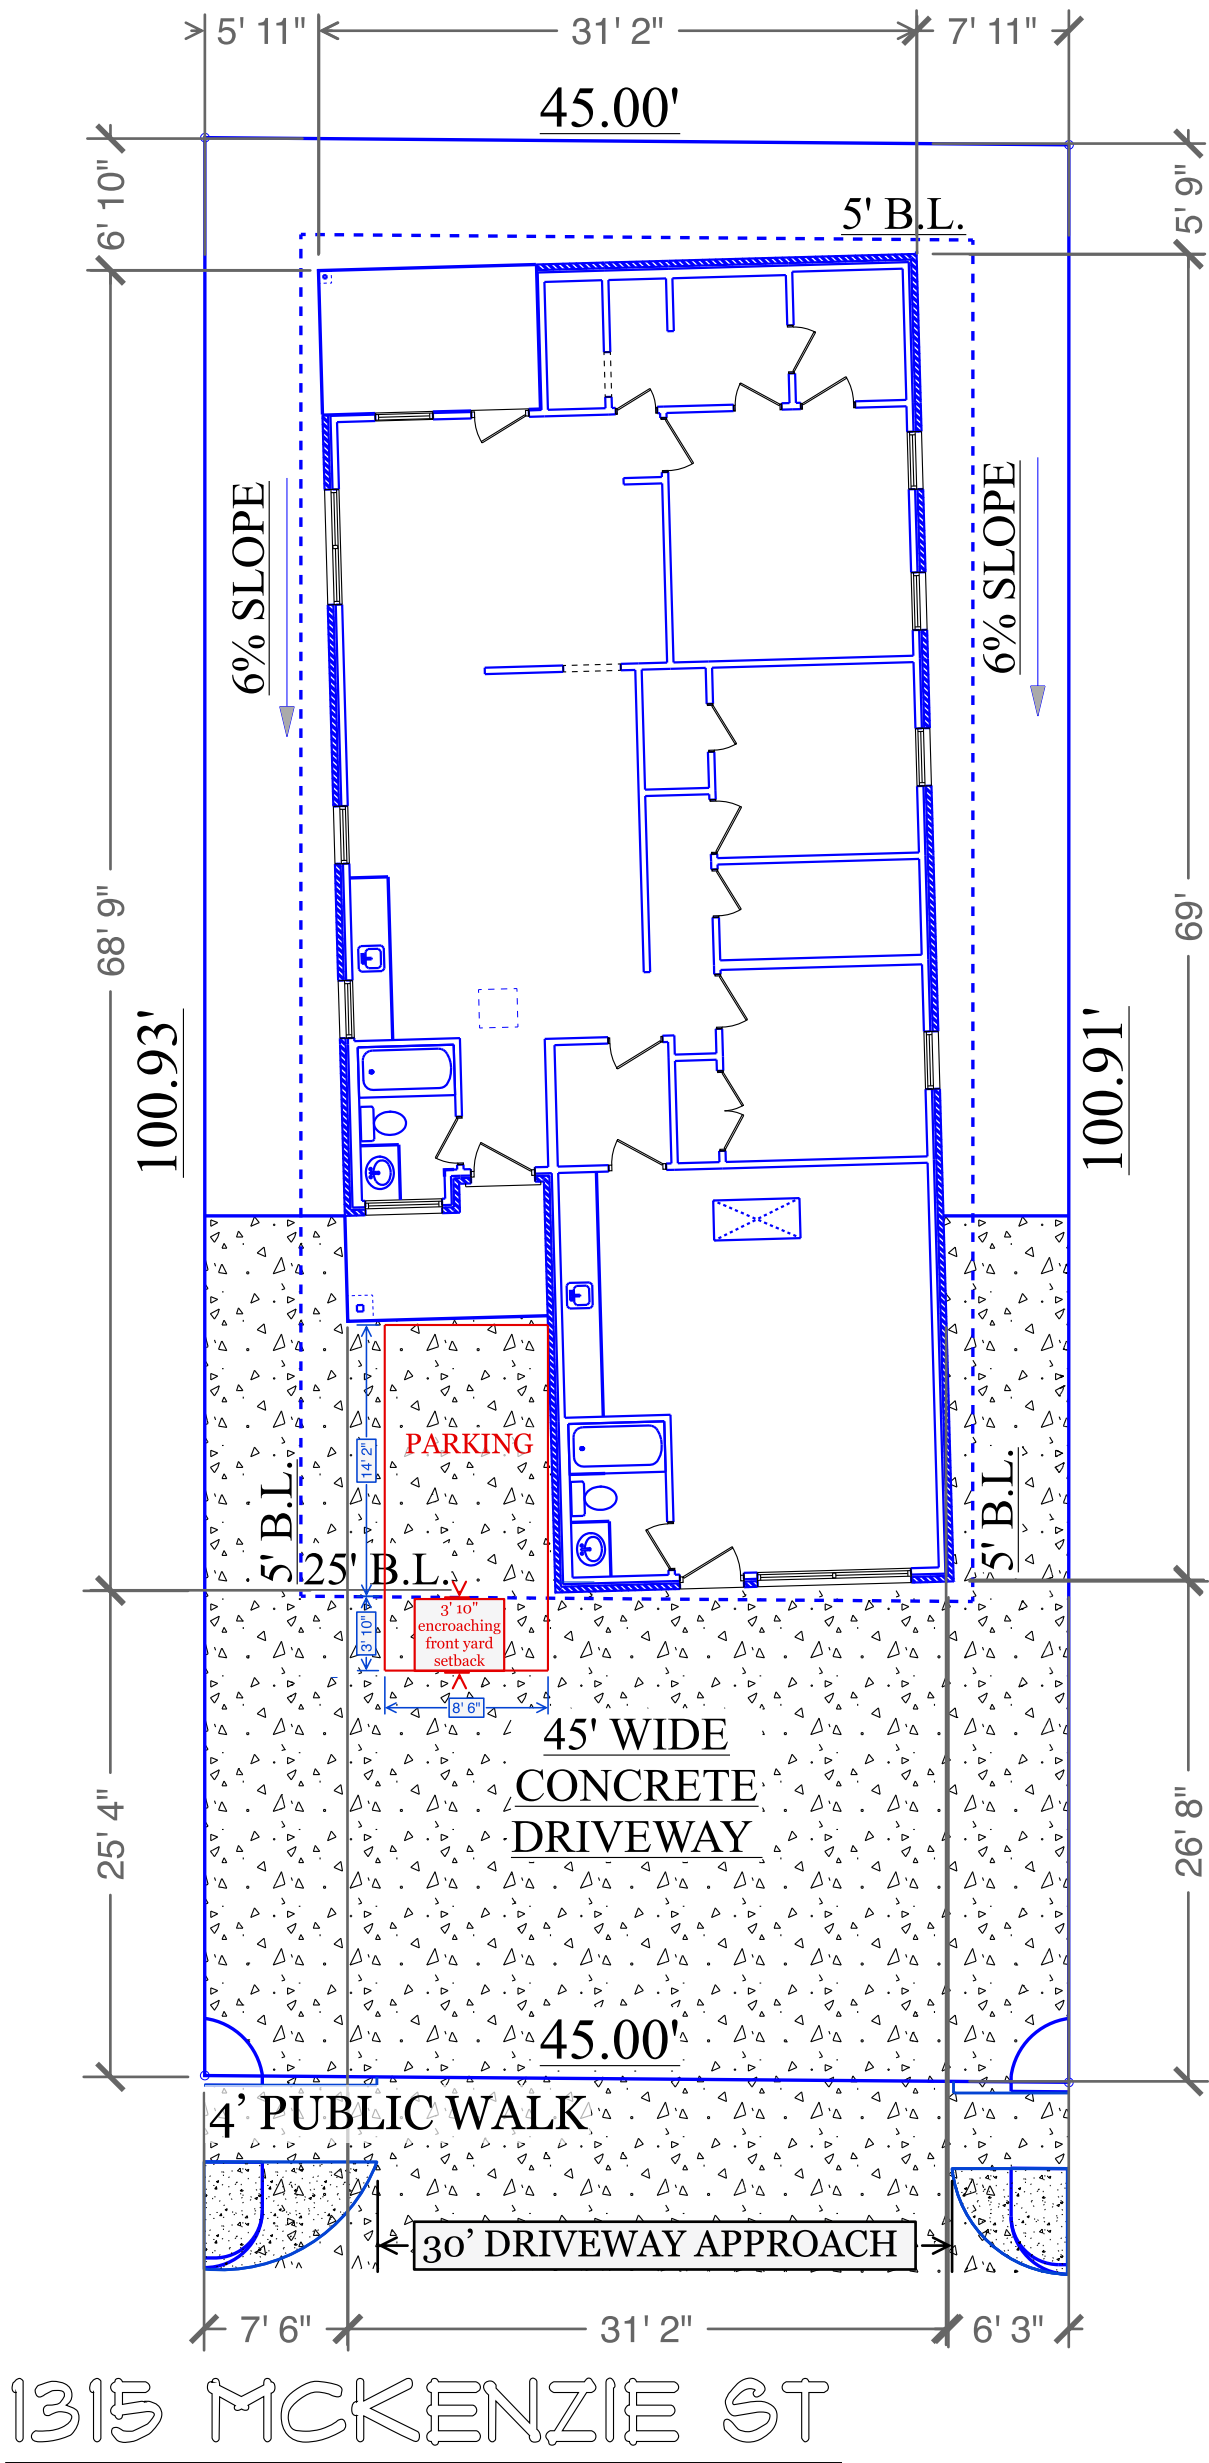 5' 11" 31' 2" 7' 11"
45.00'
6' 10"
5' 9"
5' B.L.
6% SLOPE
6% SLOPE
68' 9"
69'
100.93'
100.91'
14' 2"
PARKING
5' B.L.
5' B.L.
25' B.L.
3' 10"
3' 10"
encroaching
front yard
setback
8' 6"
45' WIDE
CONCRETE
DRIVEWAY
25' 4"
26' 8"
45.00'
4’ PUBLIC WALK
30’ DRIVEWAY APPROACH
7' 6" 31' 2" 6' 3"
1315 MCKENZIE ST